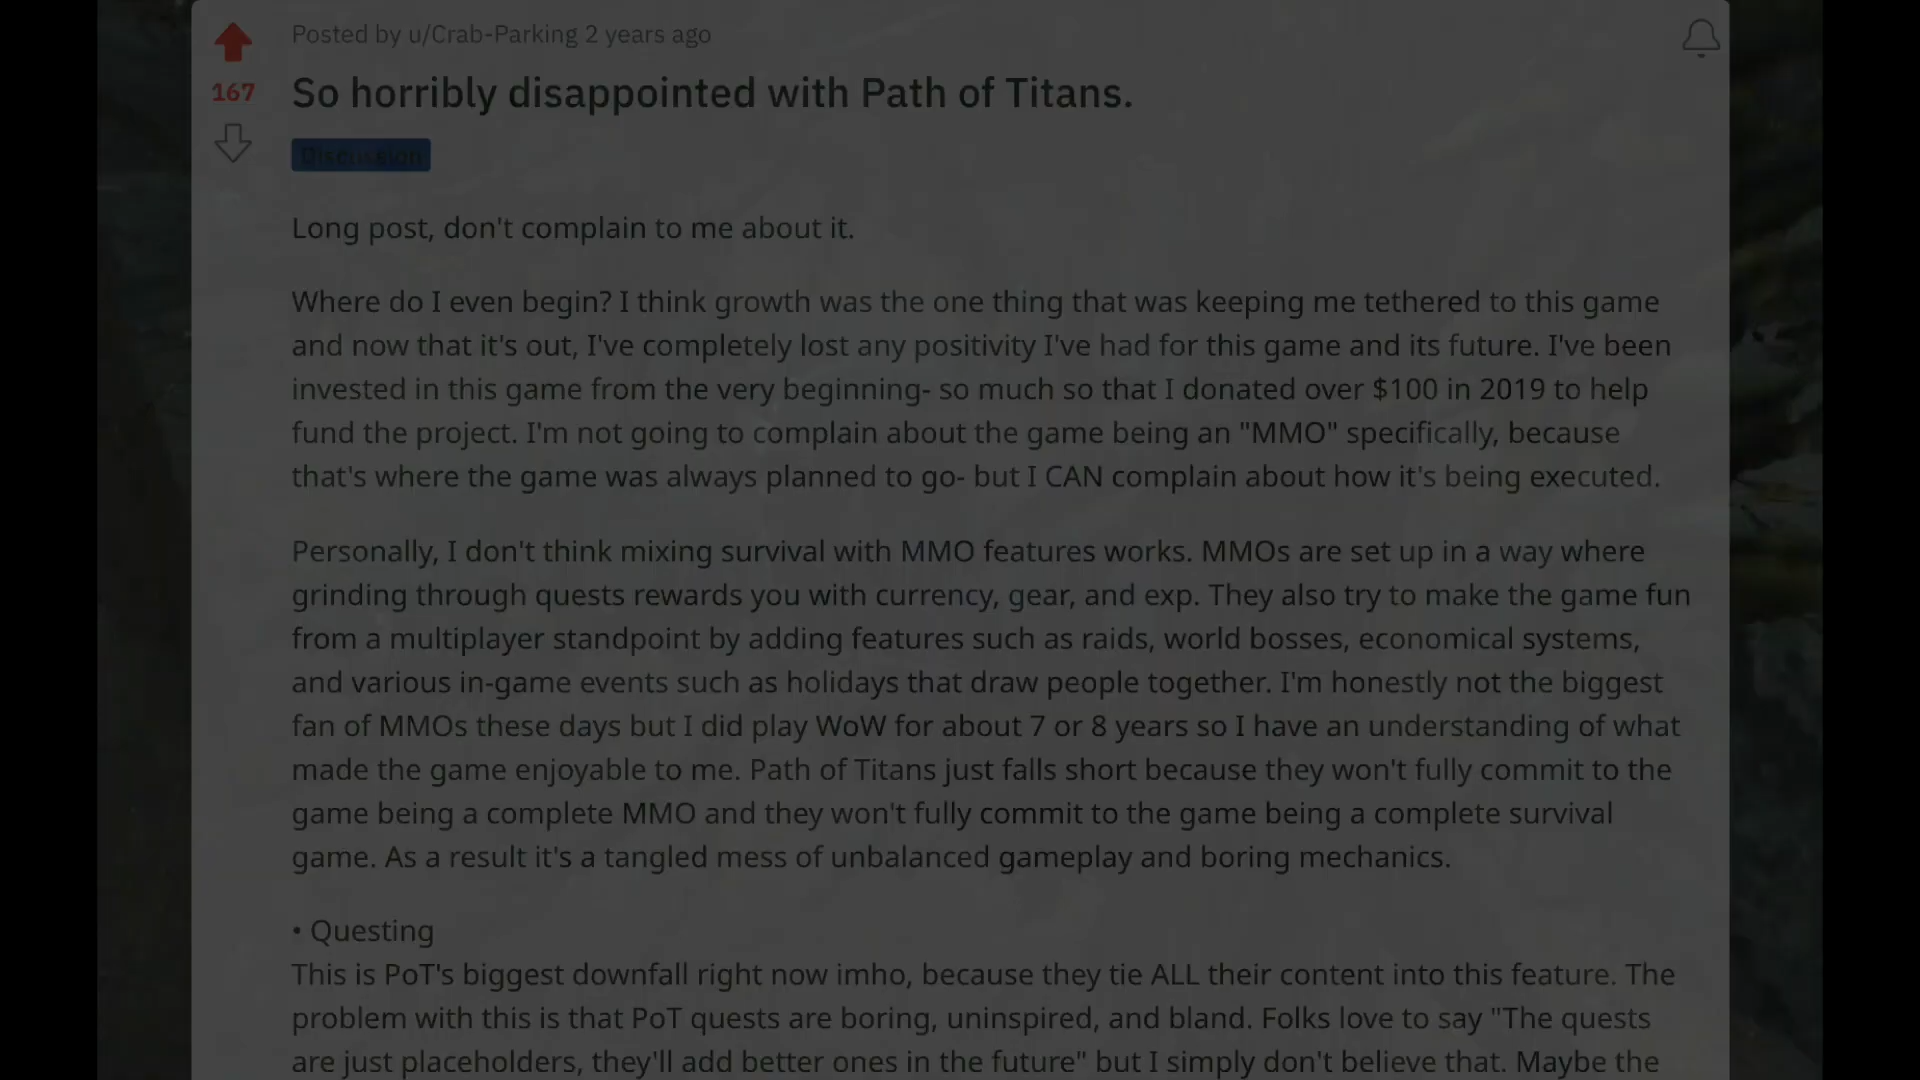 Posted by u/Crab-Parking 2 years ago
So horribly disappointed with Path of Titans.
167
Discussion
Long post, don't complain to me about it.
Where do I even begin? I think growth was the one thing that was keeping me tethered to this game
and now that it's out, I've completely lost any positivity I've had for this game and its future. I've been
invested in this game from the very beginning- so much so that I donated over $100 in 2019 to help
fund the project. I'm not going to complain about the game being an "MMO" specifically, because
that's where the game was always planned to go- but I CAN complain about how it's being executed.
Personally, I don't think mixing survival with MMO features works. MMOs are set up in a way where
grinding through quests rewards you with currency, gear, and exp. They also try to make the game fun
from a multiplayer standpoint by adding features such as raids, world bosses, economical systems,
and various in-game events such as holidays that draw people together. I'm honestly not the biggest
fan of MMOs these days but I did play WoW for about 7 or 8 years so I have an understanding of what
made the game enjoyable to me. Path of Titans just falls short because they won't fully commit to the
game being a complete MMO and they won't fully commit to the game being a complete survival
game. As a result it's a tangled mess of unbalanced gameplay and boring mechanics.
• Questing
This is PoT's biggest downfall right now imho, because they tie ALL their content into this feature. The
problem with this is that PoT quests are boring, uninspired, and bland. Folks love to say "The quests
are just placeholders, they'll add better ones in the future" but I simply don't believe that. Maybe the